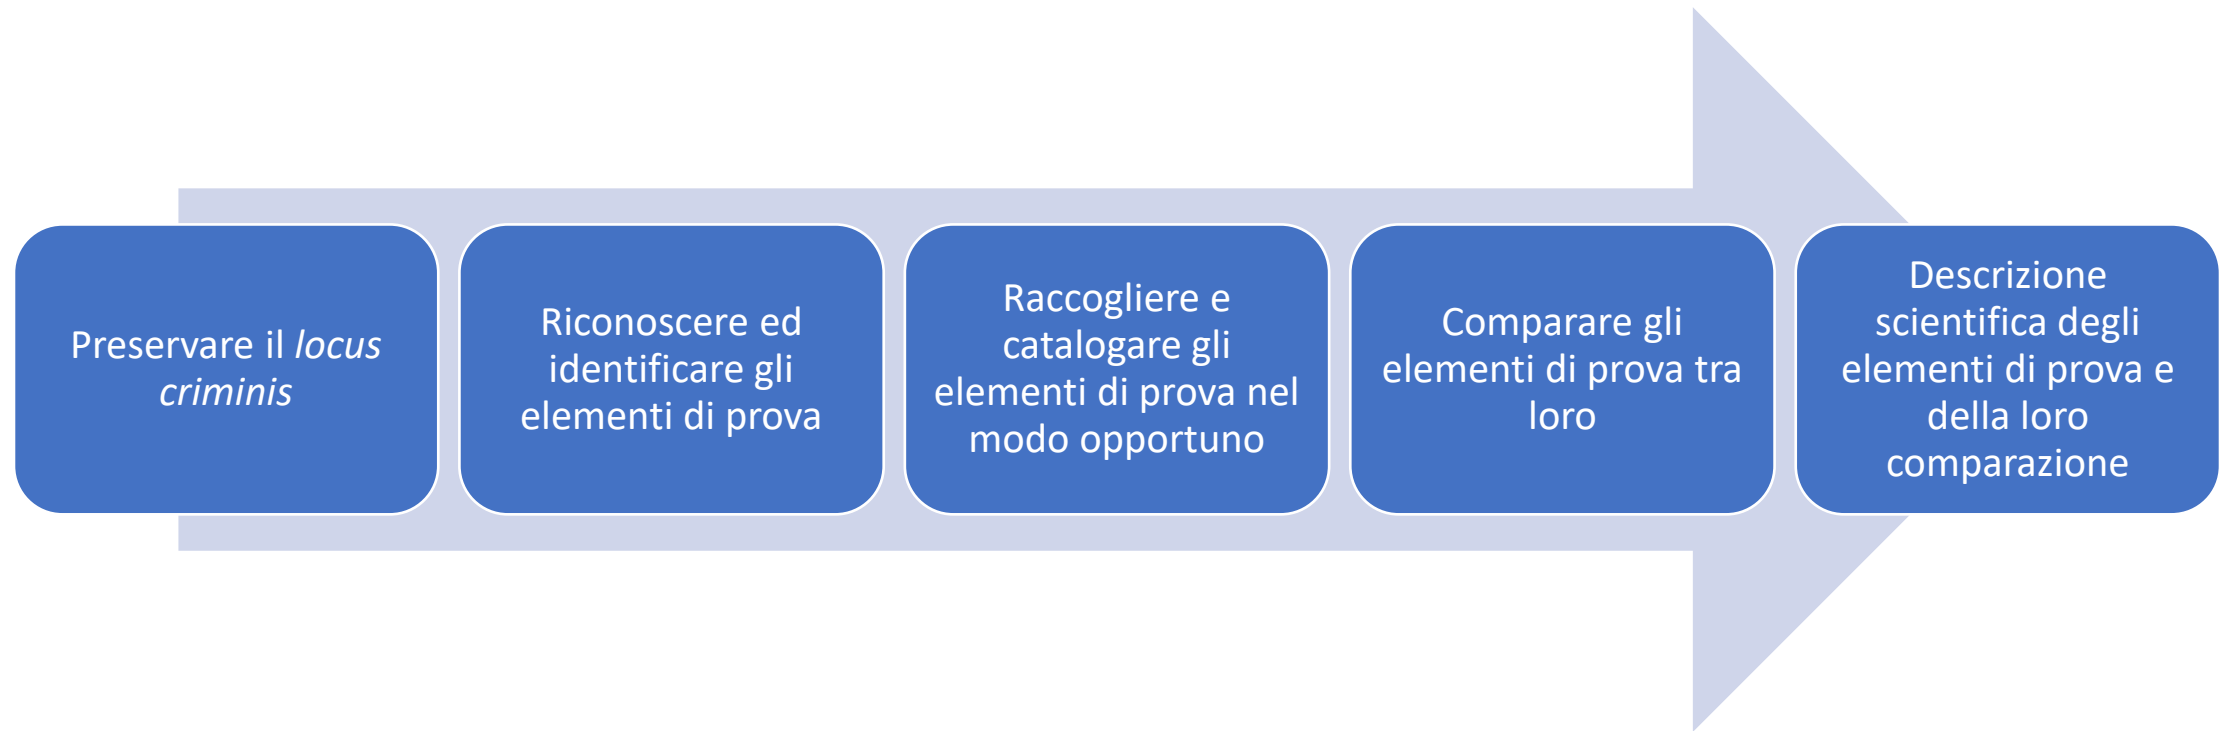 Preservare il locus
criminis
Riconoscere ed
identificare gli
elementi di prova
Raccogliere e
catalogare gli
elementi di prova nel
modo opportuno
Comparare gli
elementi di prova tra
loro
Descrizione
scientifica degli
elementi di prova e
della loro
comparazione